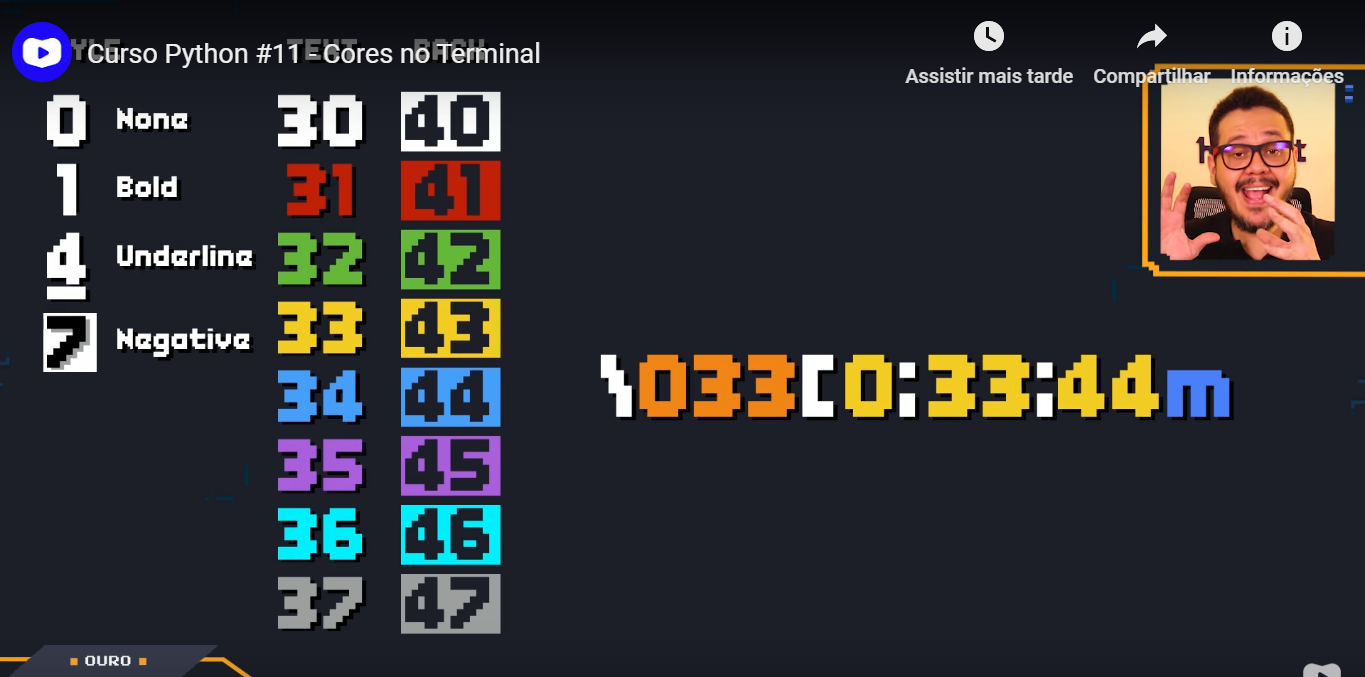 Curso Python #11 - Cores no Terminal
Assistir mais tarde Compartilhar Informações
TEXT BACK
0 None 30 40
1 Bold 31 41
4 Underline 32 42
7 Negative 33 43
34 44
35 45
36 46
37 47
\033[0:33:44m
OURO